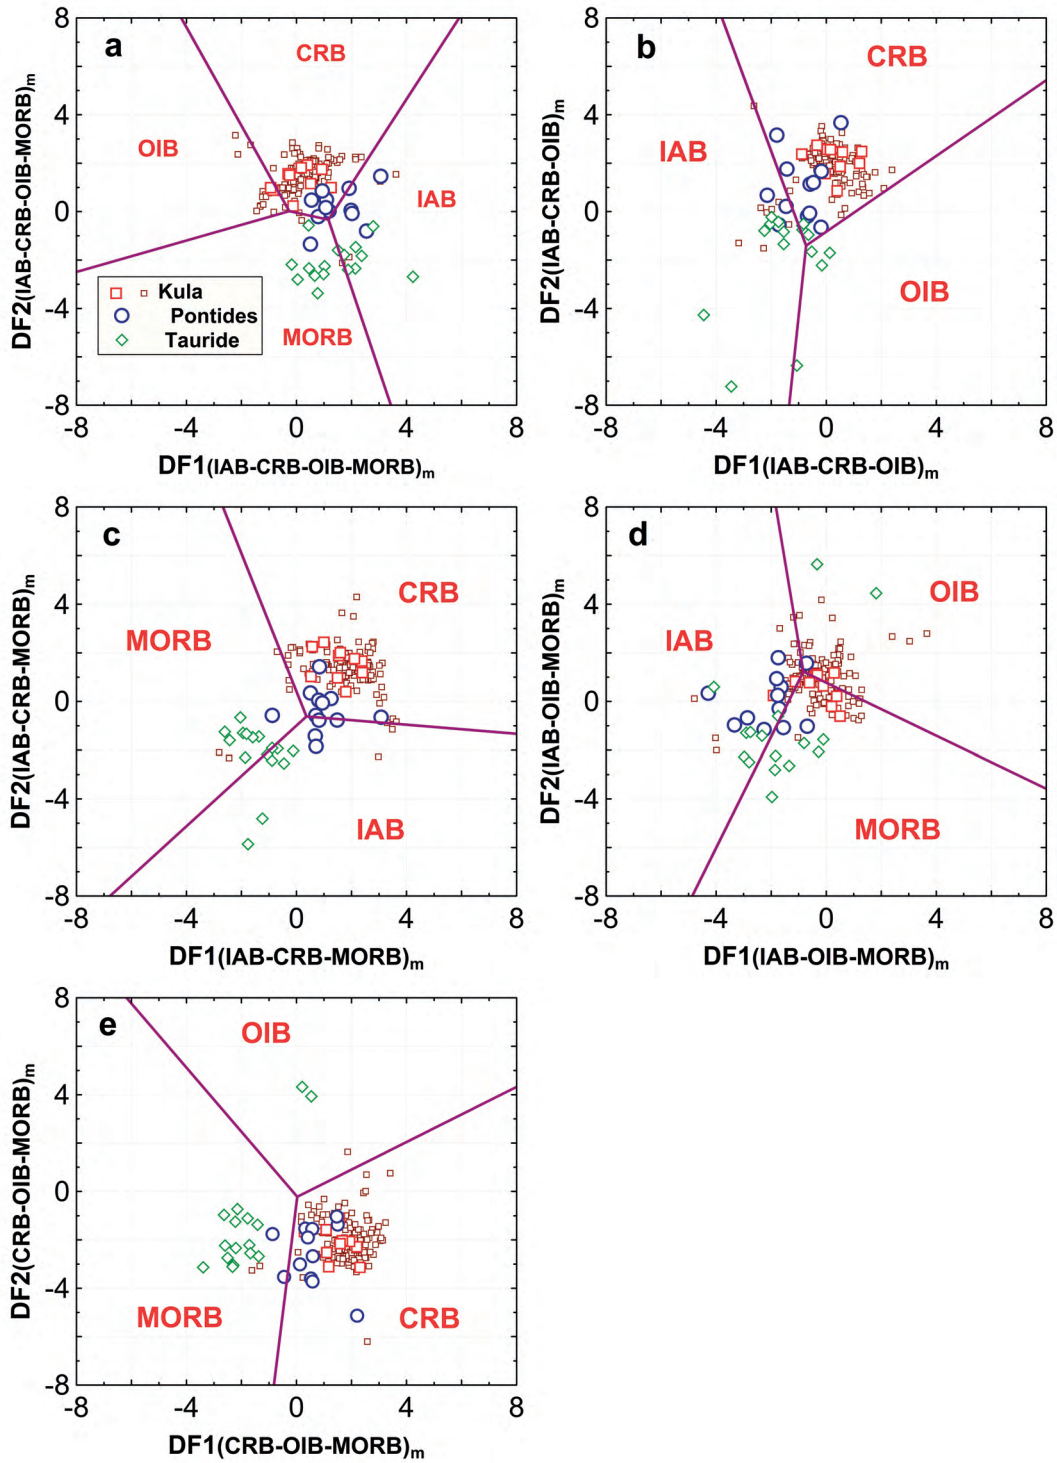 a
CRB
OIB
IAB
MORB
Kula
Pontides
Tauride
8
4
0
-4
-8
-8
-4
0
4
8
DF2(IAB-CRB-OIB-MORB)m
DF1(IAB-CRB-OIB-MORB)m
b
CRB
IAB
OIB
8
4
0
-4
-8
-8
-4
0
4
8
DF2(IAB-CRB-OIB)m
DF1(IAB-CRB-OIB)m
c
CRB
MORB
IAB
8
4
0
-4
-8
-8
-4
0
4
8
DF2(IAB-CRB-MORB)m
DF1(IAB-CRB-MORB)m
d
OIB
IAB
MORB
8
4
0
-4
-8
-8
-4
0
4
8
DF2(IAB-OIB-MORB)m
DF1(IAB-OIB-MORB)m
e
OIB
MORB
CRB
8
4
0
-4
-8
-8
-4
0
4
8
DF2(CRB-OIB-MORB)m
DF1(CRB-OIB-MORB)m